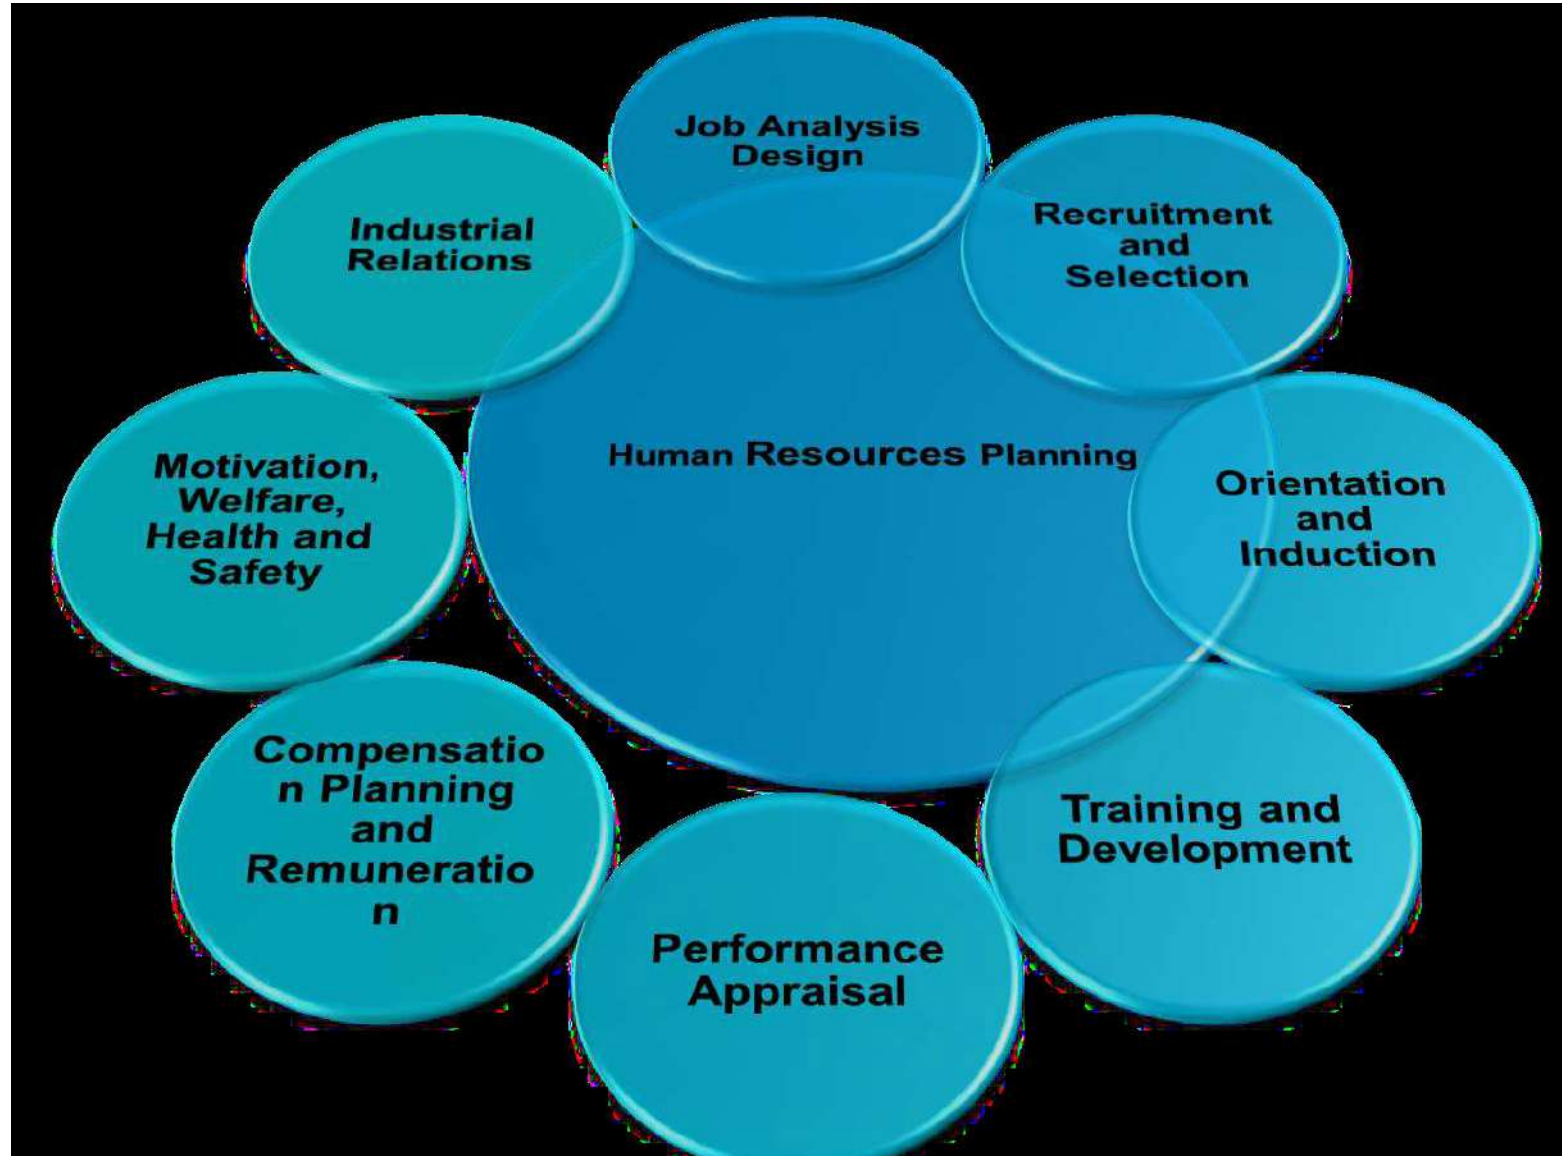 Job Analysis
Design
Recruitment
and
Selection
Orientation
and
Induction
Training and
Development
Performance
Appraisal
Compensatio
n Planning
and
Remuneratio
n
Motivation,
Welfare,
Health and
Safety
Industrial
Relations
Human Resources Planning